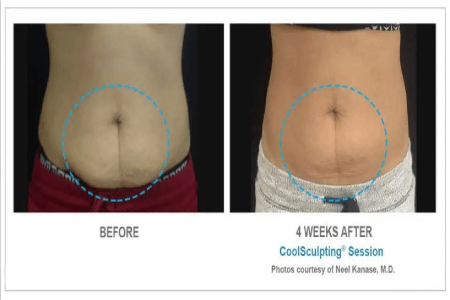 BEFORE
4 WEEKS AFTER
CoolSculpting® Session
Photos courtesy of Neel Kanase, M.D.